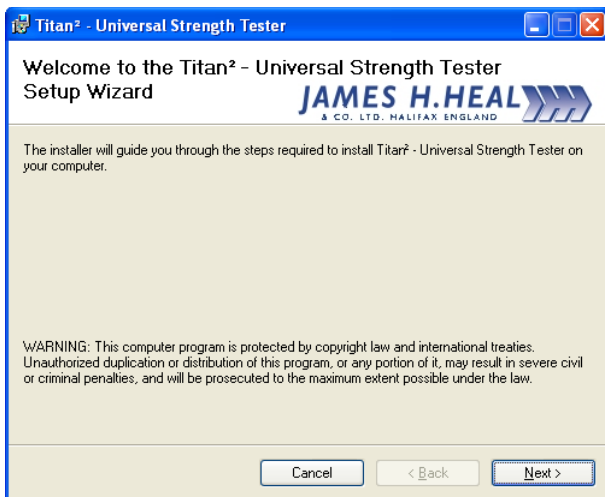 Titan² - Universal Strength Tester
Welcome to the Titan² - Universal Strength Tester
Setup Wizard
JAMES H.HEAL
& CO. LTD. HALIFAX ENGLAND
The installer will guide you through the steps required to install Titan² - Universal Strength Tester on
your computer.
WARNING: This computer program is protected by copyright law and international treaties.
Unauthorized duplication or distribution of this program, or any portion of it, may result in severe civil
or criminal penalties, and will be prosecuted to the maximum extent possible under the law.
Cancel < Back Next >